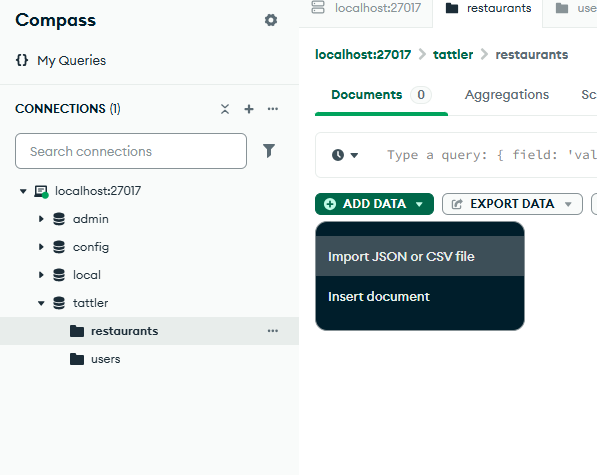 Compass
My Queries
CONNECTIONS (1)
Search connections
localhost:27017
admin
config
local
tattler
restaurants
users
localhost:27017
restaurants
use
localhost:27017 > tattler > restaurants
Documents 0 Aggregations Sc
Type a query: { field: 'val
ADD DATA
EXPORT DATA
Import JSON or CSV file
Insert document